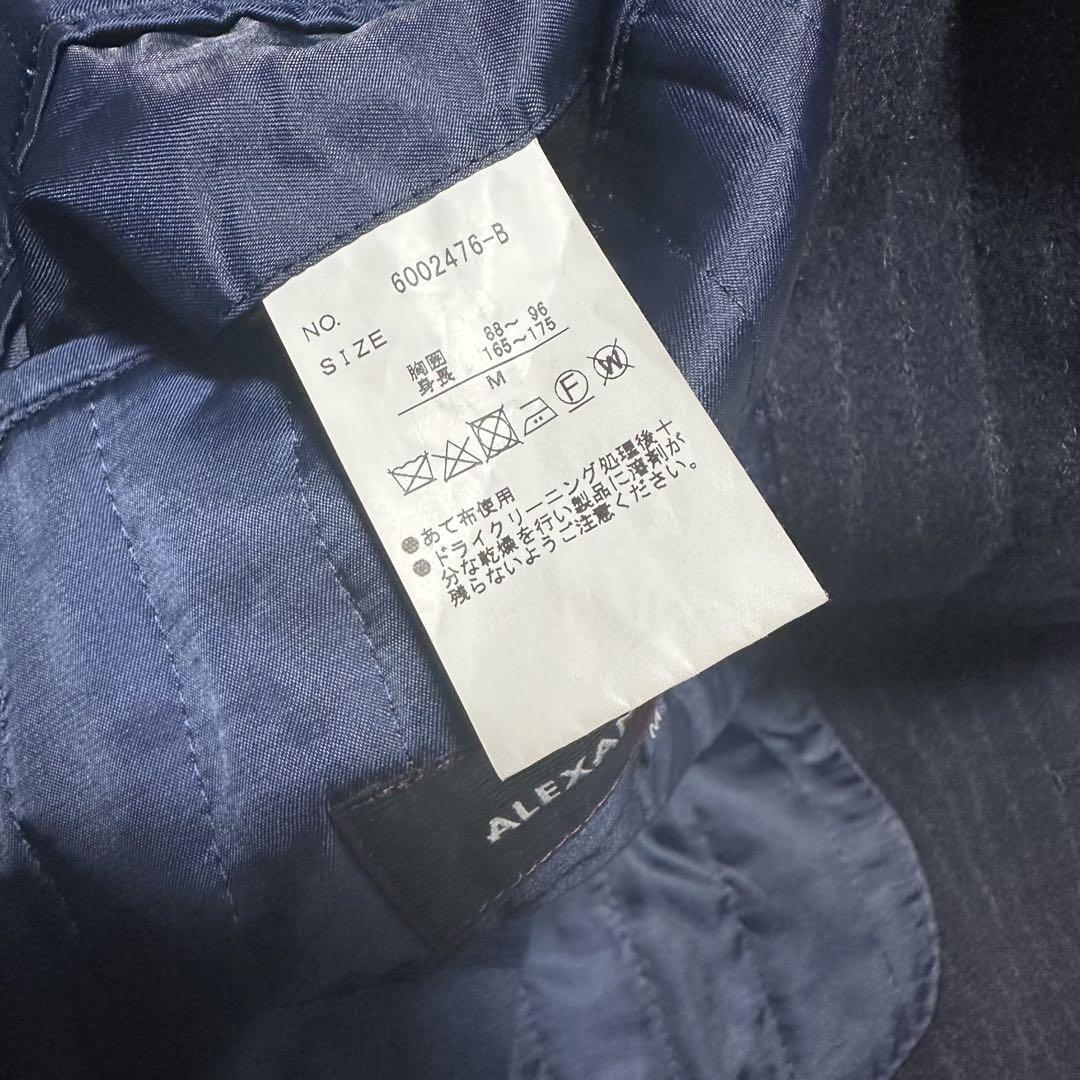 NO. 6002476-B
SIZE
胸囲 88～ 96
身長 165～175
M
F W
●あて布使用
●ドライクリーニング処理後十
分な乾燥を行い製品に溶剤が
残らないようご注意ください。
ALEXA
M